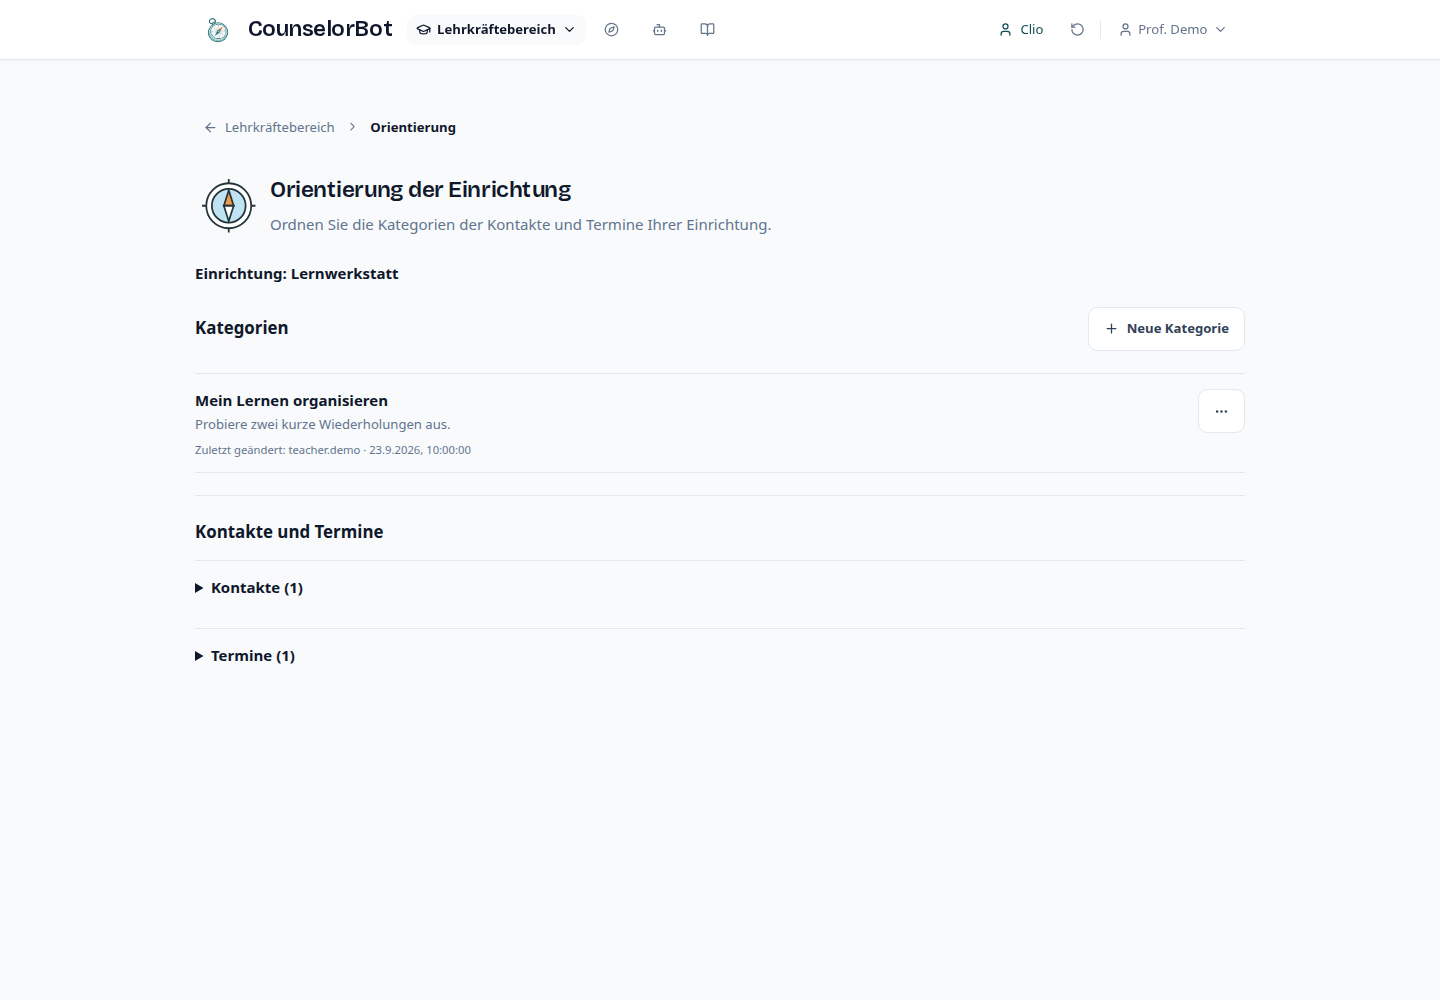 CounselorBot
Lehrkräftebereich
Clio
Prof. Demo
Lehrkräftebereich
Orientierung
Orientierung der Einrichtung
Ordnen Sie die Kategorien der Kontakte und Termine Ihrer Einrichtung.
Einrichtung: Lernwerkstatt
Kategorien
Neue Kategorie
Mein Lernen organisieren
Probiere zwei kurze Wiederholungen aus.
Zuletzt geändert: teacher.demo · 23.9.2026, 10:00:00
Kontakte und Termine
Kontakte (1)
Termine (1)